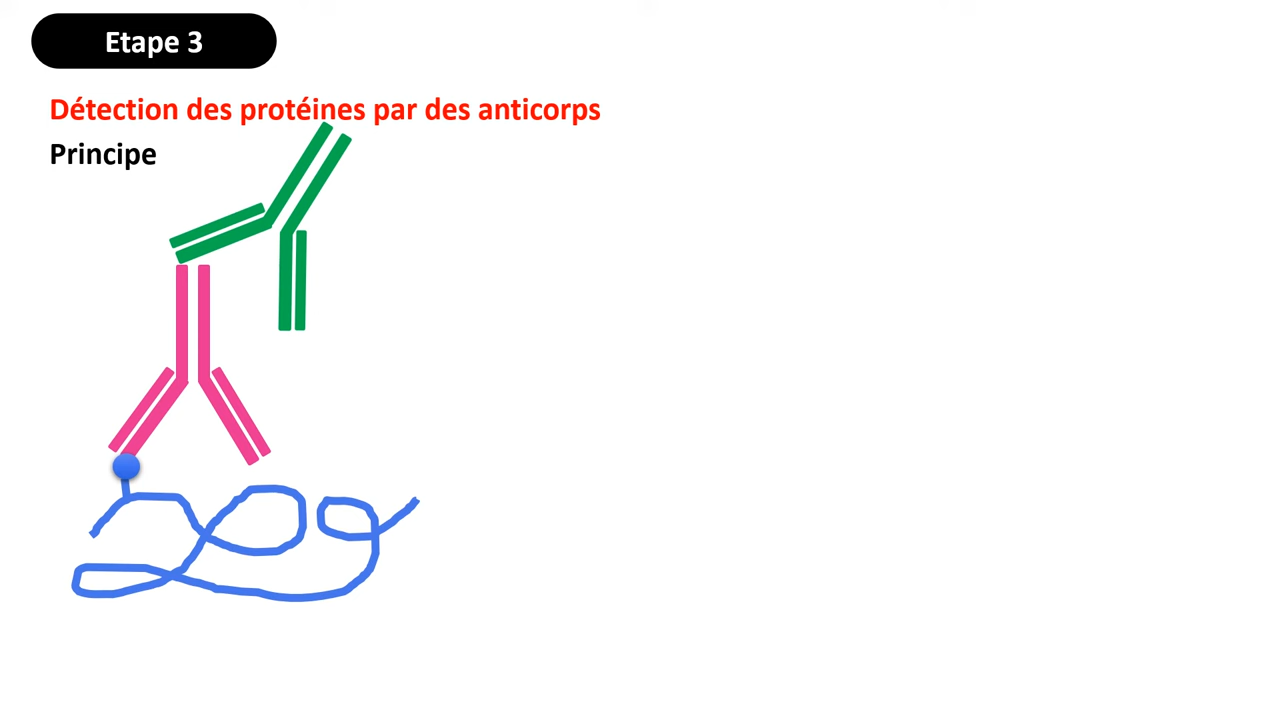 Etape 3
Détection des protéines par des anticorps
Principe